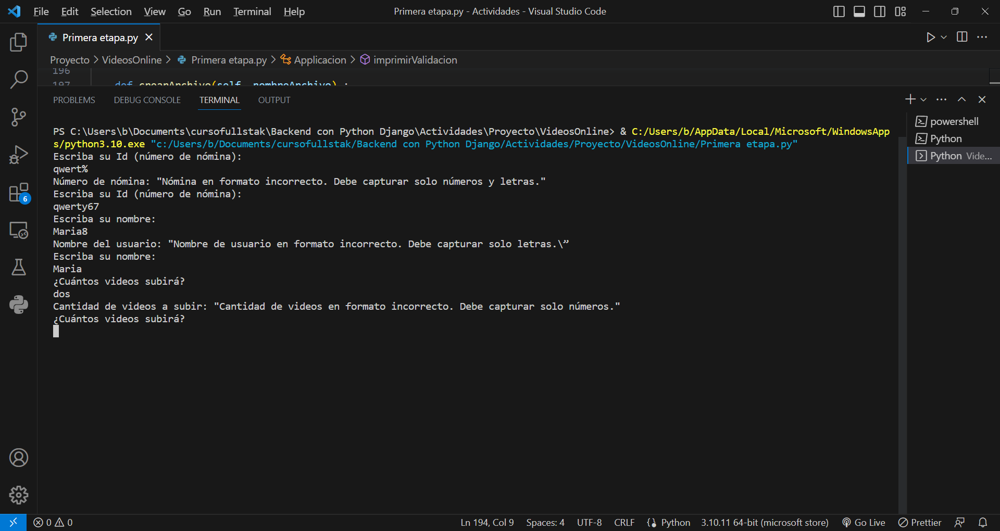 File Edit Selection View Go Run Terminal Help
Primera etapa.py - Actividades - Visual Studio Code
Primera etapa.py
Proyecto > VideosOnline > Primera etapa.py > Applicacion > imprimirValidacion
196
197 def crearArchivo(self, nombreArchivo) :
PROBLEMS DEBUG CONSOLE TERMINAL OUTPUT
PS C:\Users\b\Documents\cursofullstak\Backend con Python Django\Actividades\Proyecto\VideosOnline> & C:/Users/b/AppData/Local/Microsoft/WindowsApp
s/python3.10.exe "c:/Users/b/Documents/cursofullstak/Backend con Python Django/Actividades/Proyecto/VideosOnline/Primera etapa.py"
Escriba su Id (número de nómina):
qwert%
Número de nómina: "Nómina en formato incorrecto. Debe capturar solo números y letras."
Escriba su Id (número de nómina):
qwerty67
Escriba su nombre:
Maria8
Nombre del usuario: "Nombre de usuario en formato incorrecto. Debe capturar solo letras.\”
Escriba su nombre:
Maria
¿Cuántos videos subirá?
dos
Cantidad de videos a subir: "Cantidad de videos en formato incorrecto. Debe capturar solo números."
¿Cuántos videos subirá?
powershell
Python
Python Vide...
6
0 0
Ln 194, Col 9 Spaces: 4 UTF-8 CRLF Python 3.10.11 64-bit (microsoft store) Go Live Prettier